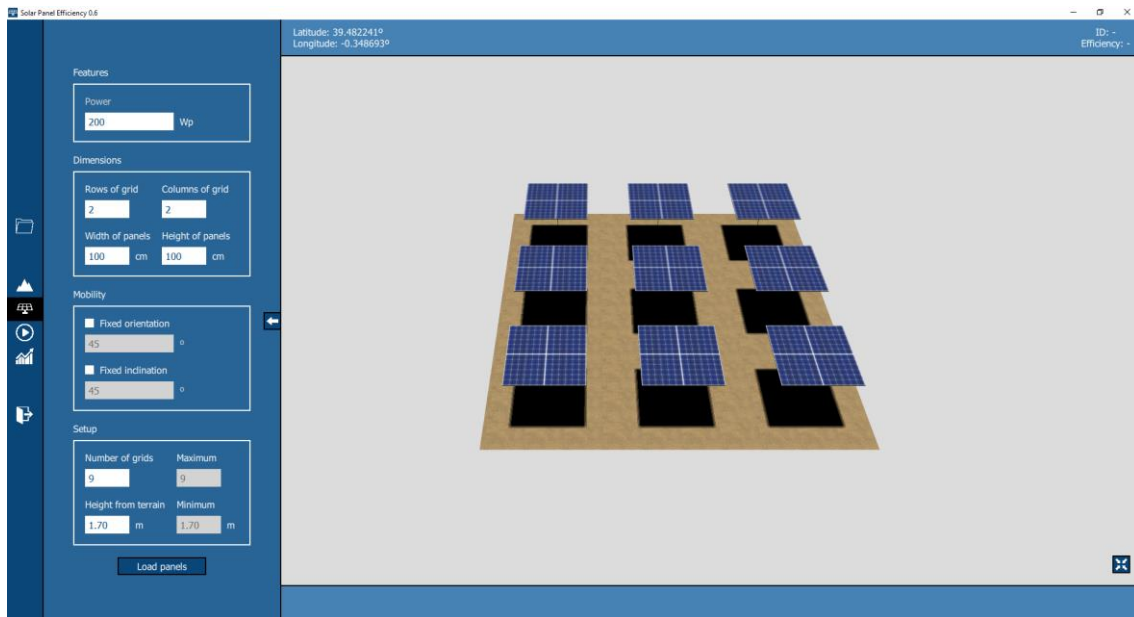 Solar Panel Efficiency 0.6
Latitude: 39.482241º
Longitude: -0.348693º
ID: -
Efficiency: -
Features
Power
200 Wp
Dimensions
Rows of grid Columns of grid
2 2
Width of panels Height of panels
100 cm 100 cm
Mobility
Fixed orientation
45 º
Fixed inclination
45 º
Setup
Number of grids Maximum
9 9
Height from terrain Minimum
1.70 m 1.70 m
Load panels